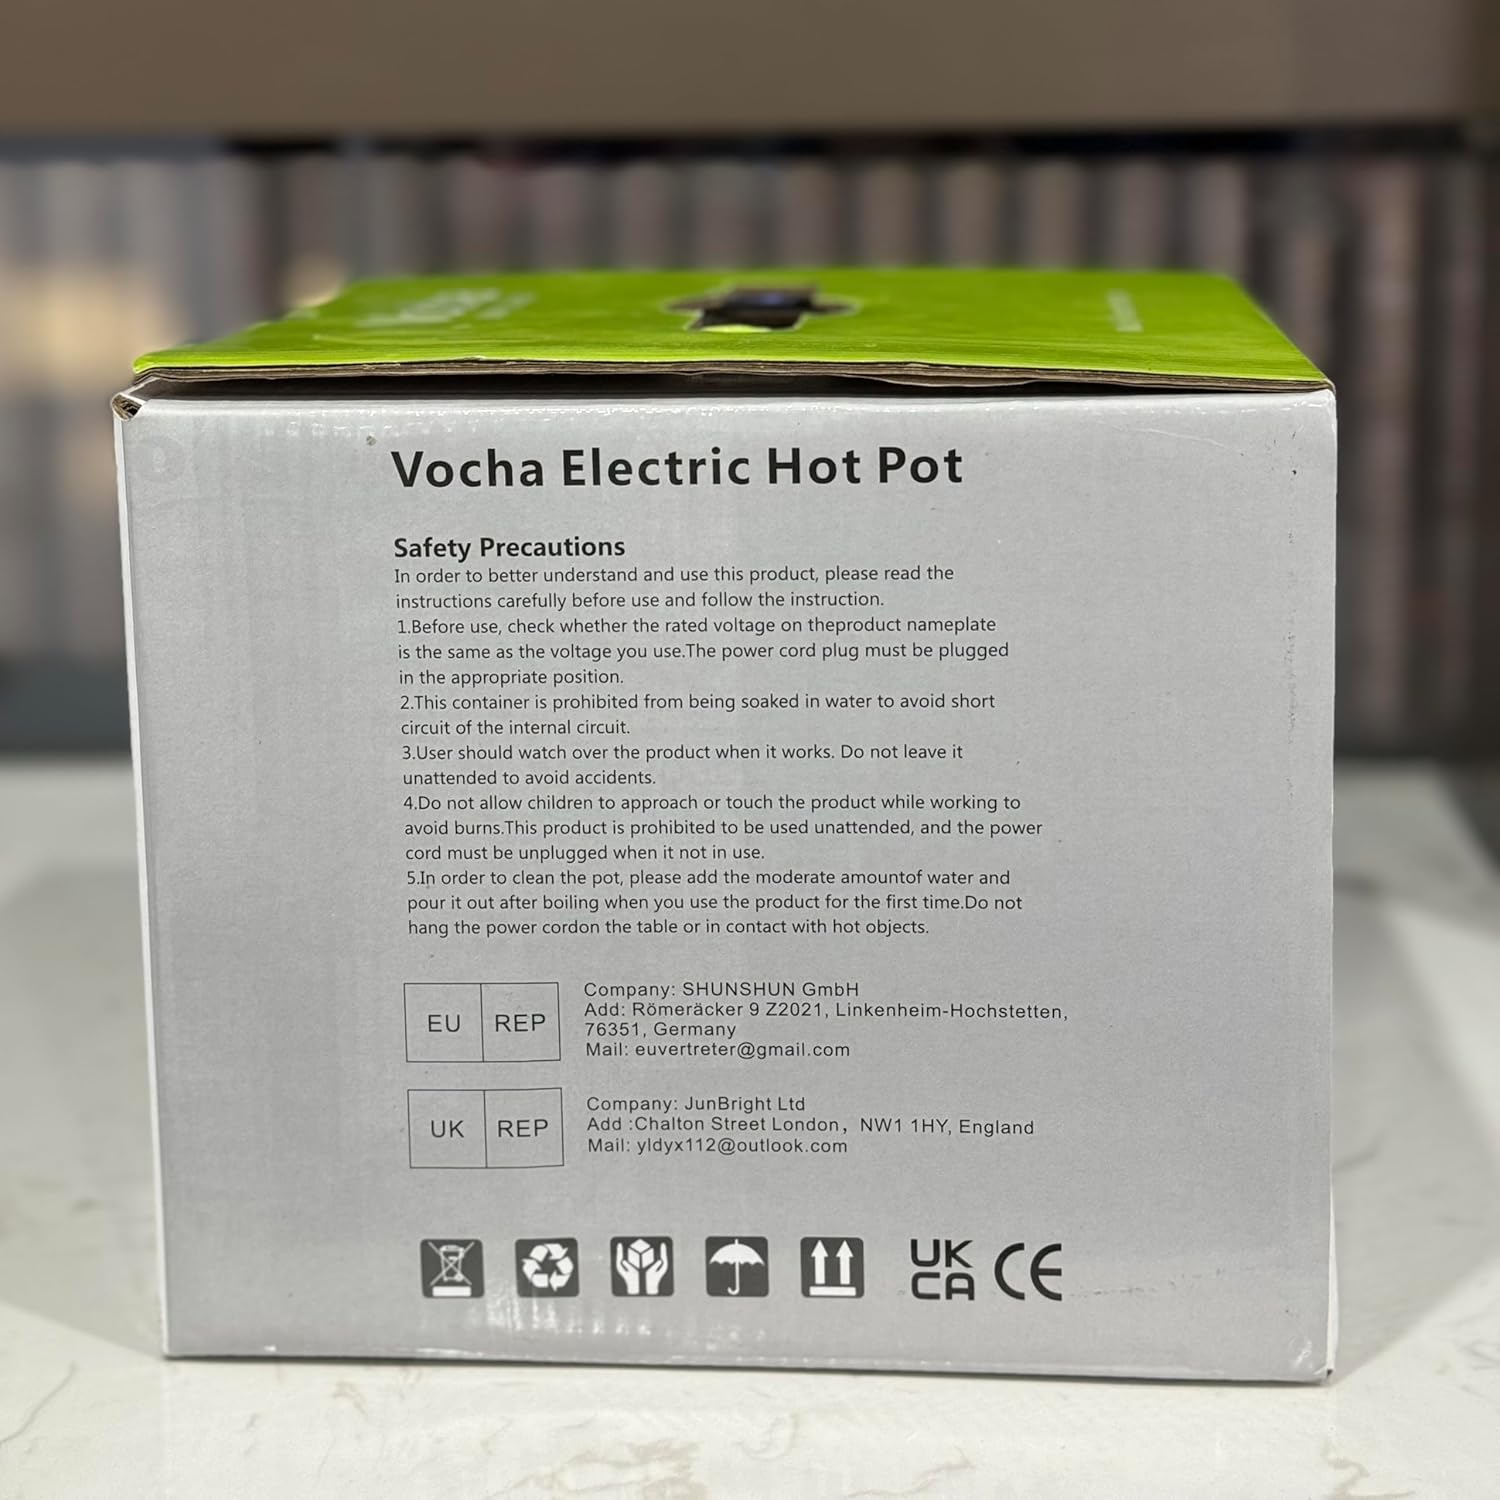 Vocha Electric Hot Pot
Safety Precautions
In order to better understand and use this product, please read the
instructions carefully before use and follow the instruction.
1.Before use, check whether the rated voltage on theproduct nameplate
is the same as the voltage you use.The power cord plug must be plugged
in the appropriate position.
2.This container is prohibited from being soaked in water to avoid short
circuit of the internal circuit.
3.User should watch over the product when it works. Do not leave it
unattended to avoid accidents.
4.Do not allow children to approach or touch the product while working to
avoid burns.This product is prohibited to be used unattended, and the power
cord must be unplugged when it not in use.
5.In order to clean the pot, please add the moderate amountof water and
pour it out after boiling when you use the product for the first time.Do not
hang the power cordon the table or in contact with hot objects.
EU REP
Company: SHUNSHUN GmbH
Add: Römeräcker 9 Z2021, Linkenheim-Hochstetten,
76351, Germany
Mail: euvertreter@gmail.com
UK REP
Company: JunBright Ltd
Add :Chalton Street London，NW1 1HY, England
Mail: yldyx112@outlook.com
UK
CA CE